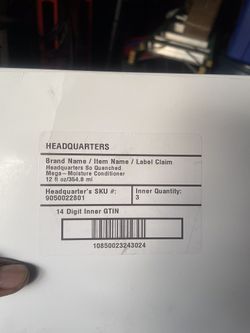 HEADQUARTERS
Brand Name / Item Name / Label Claim
Headquarters So Quenched
Mega-Moisture Conditioner
12 fl oz/354.8 ml
Headquarter's SKU #:
9050022801
Inner Quantity:
3
14 Digit Inner GTIN
10850023243024